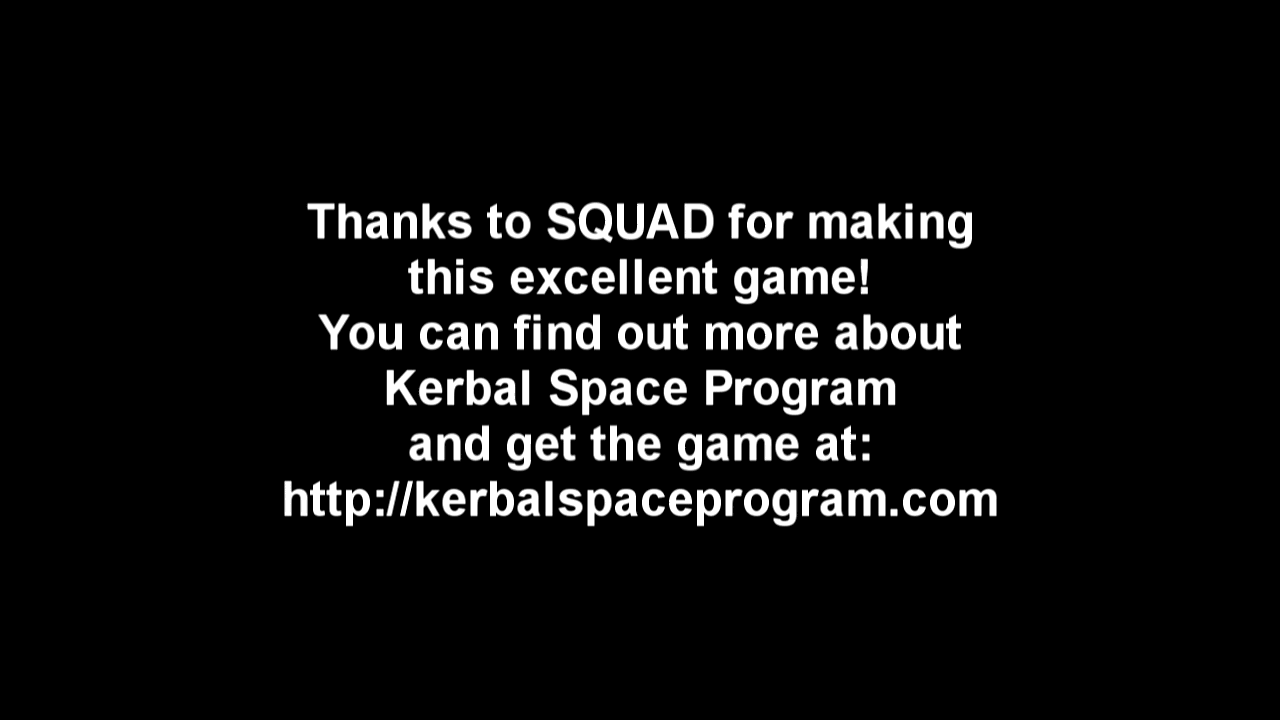 Thanks to SQUAD for making
this excellent game!
You can find out more about
Kerbal Space Program
and get the game at:
http://kerbalspaceprogram.com